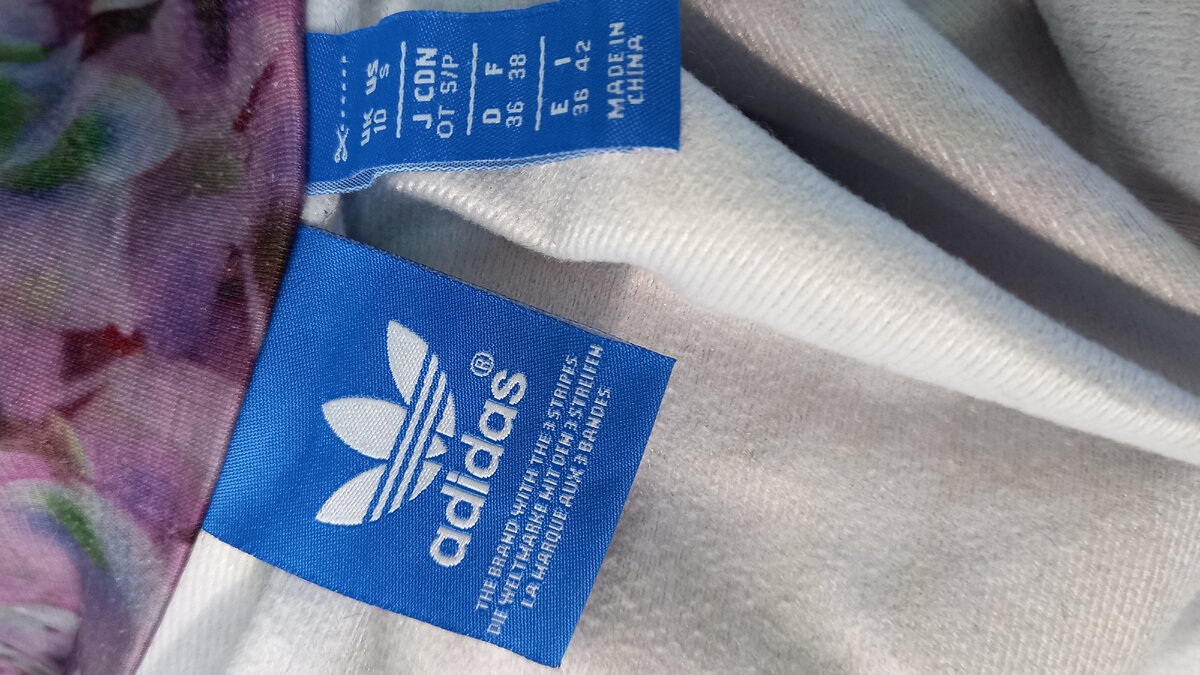 UK US
10 S
J CDN
OT S/P
D F
36 38
E I
36 42
MADE IN
CHINA
adidas®
THE BRAND WITH THE 3 STRIPES
DIE WELTMARKE MIT DEN 3 STREIFEN
LA MARQUE AUX 3 BANDES